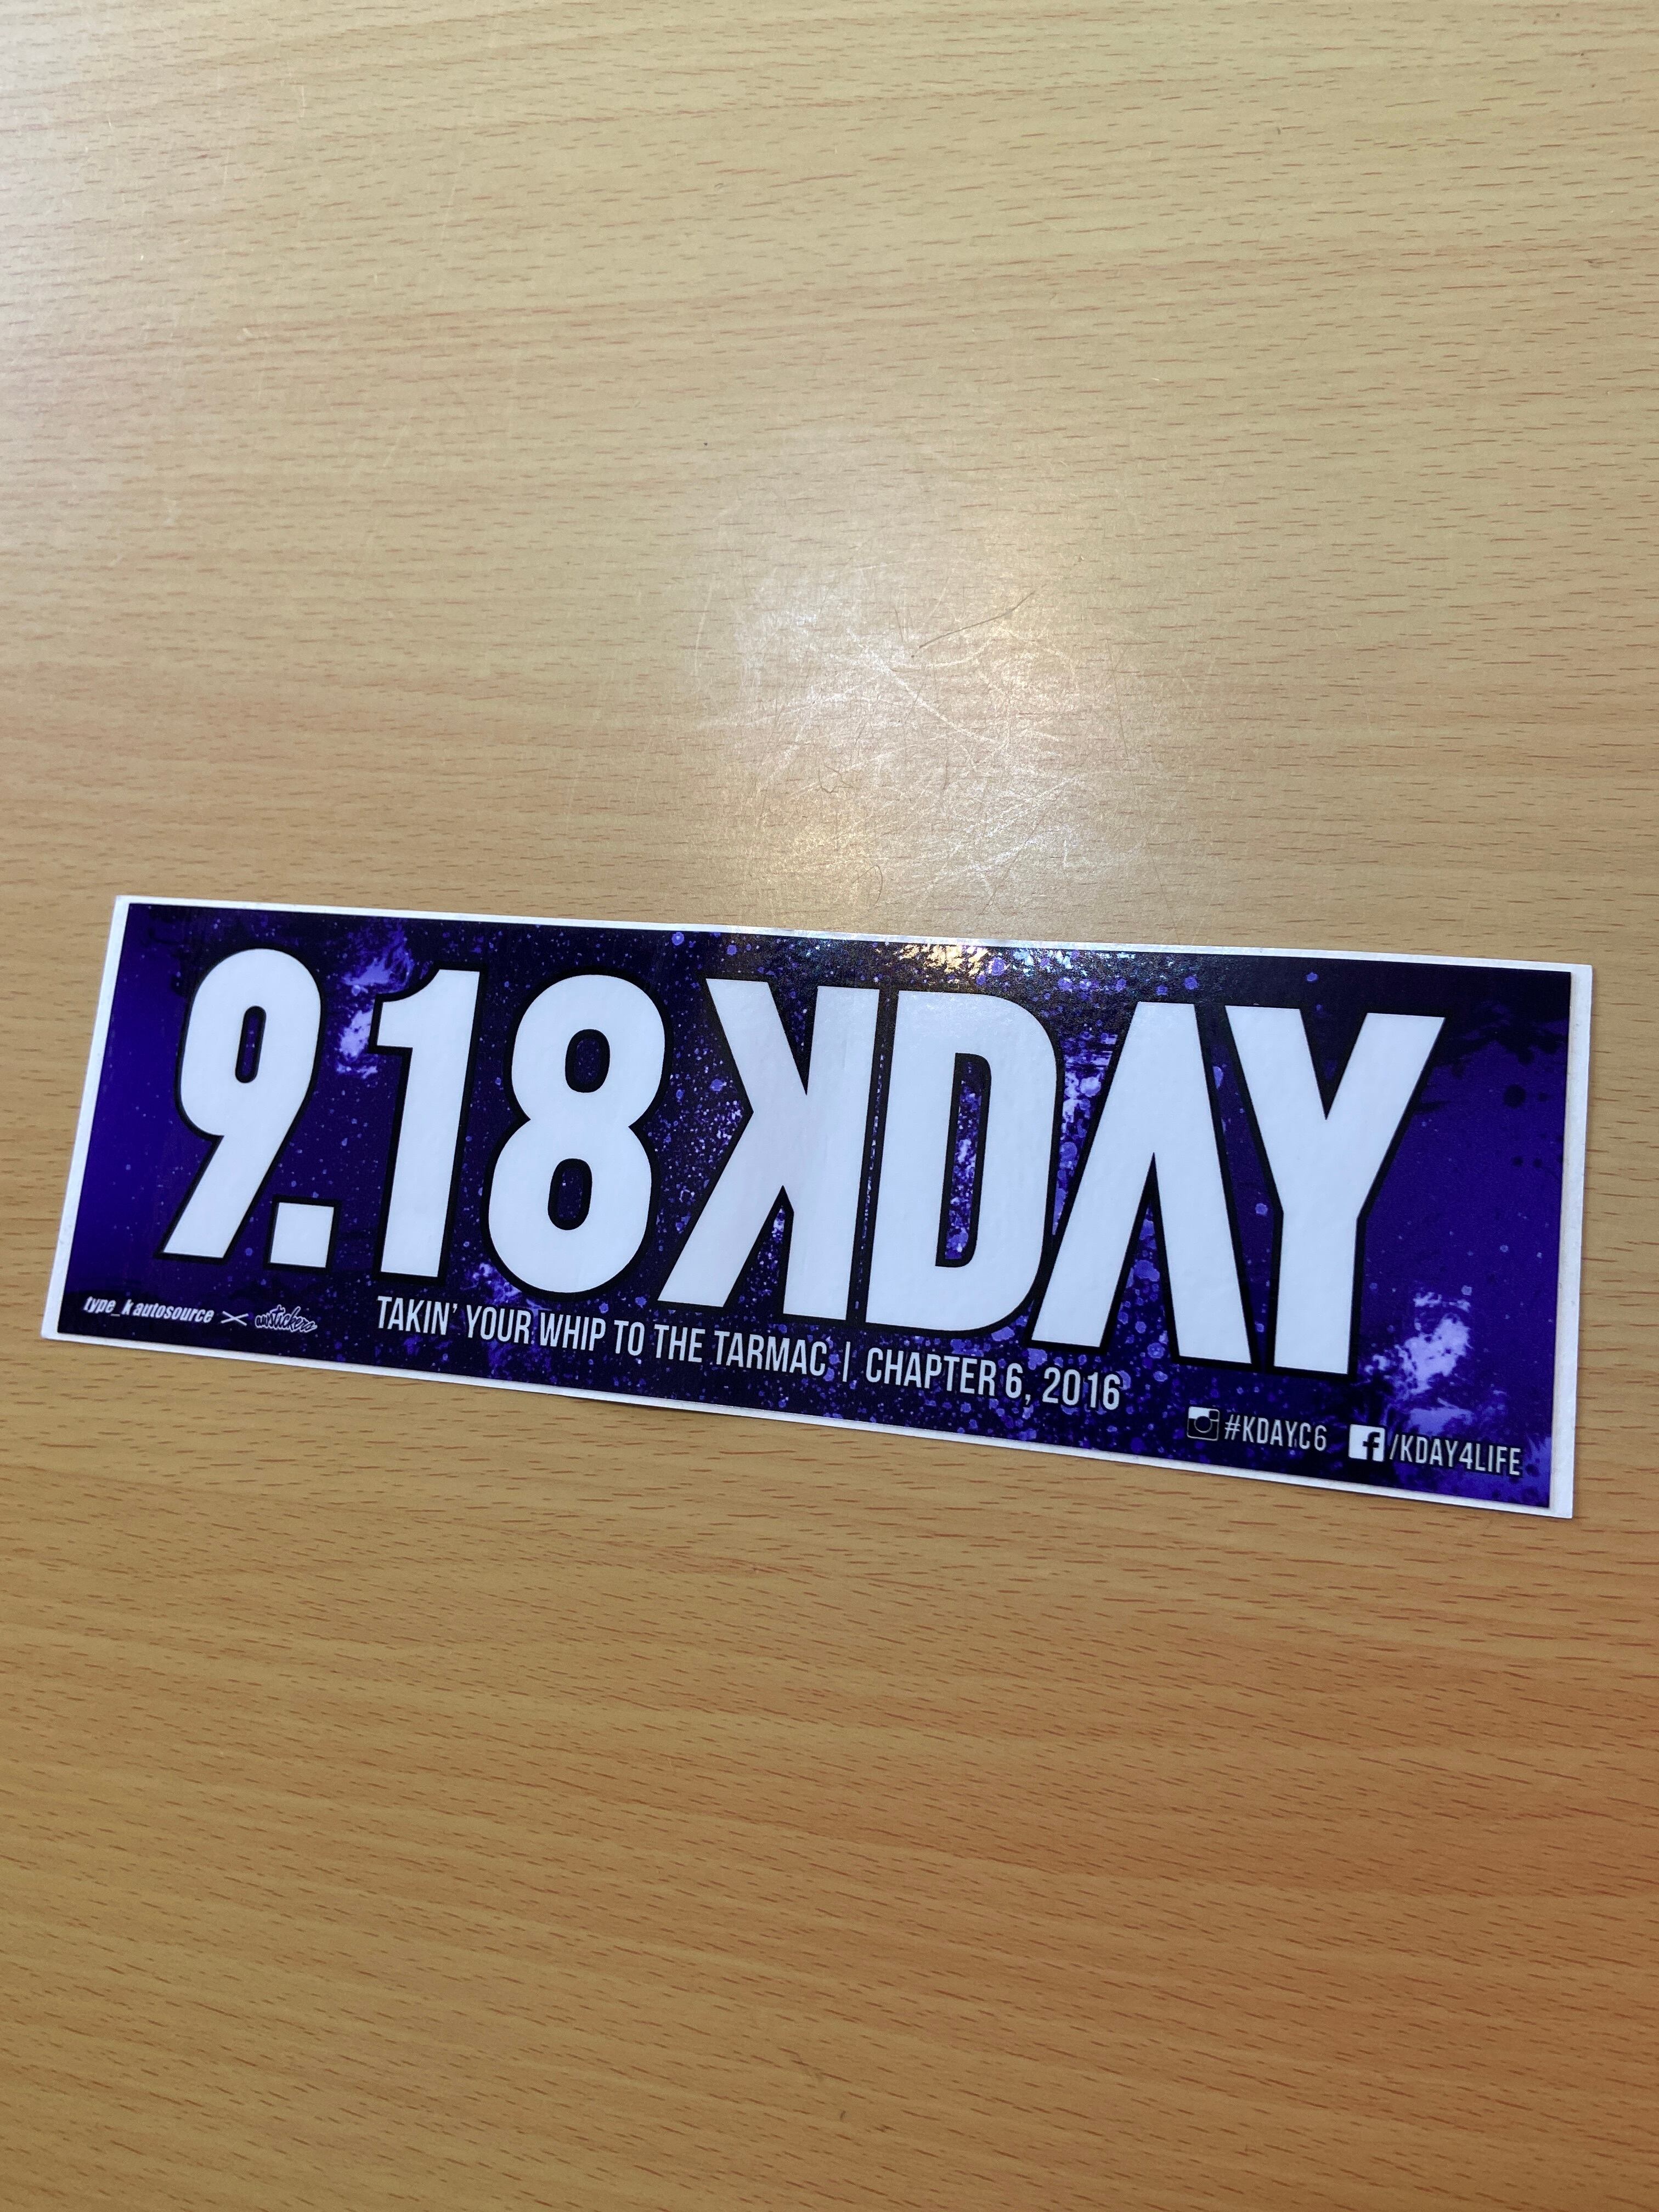 9.18KDAY
type_k autosource X
TAKIN' YOUR WHIP TO THE TARMAC | CHAPTER 6, 2016
#KDAYC6 f/KDAY4LIFE